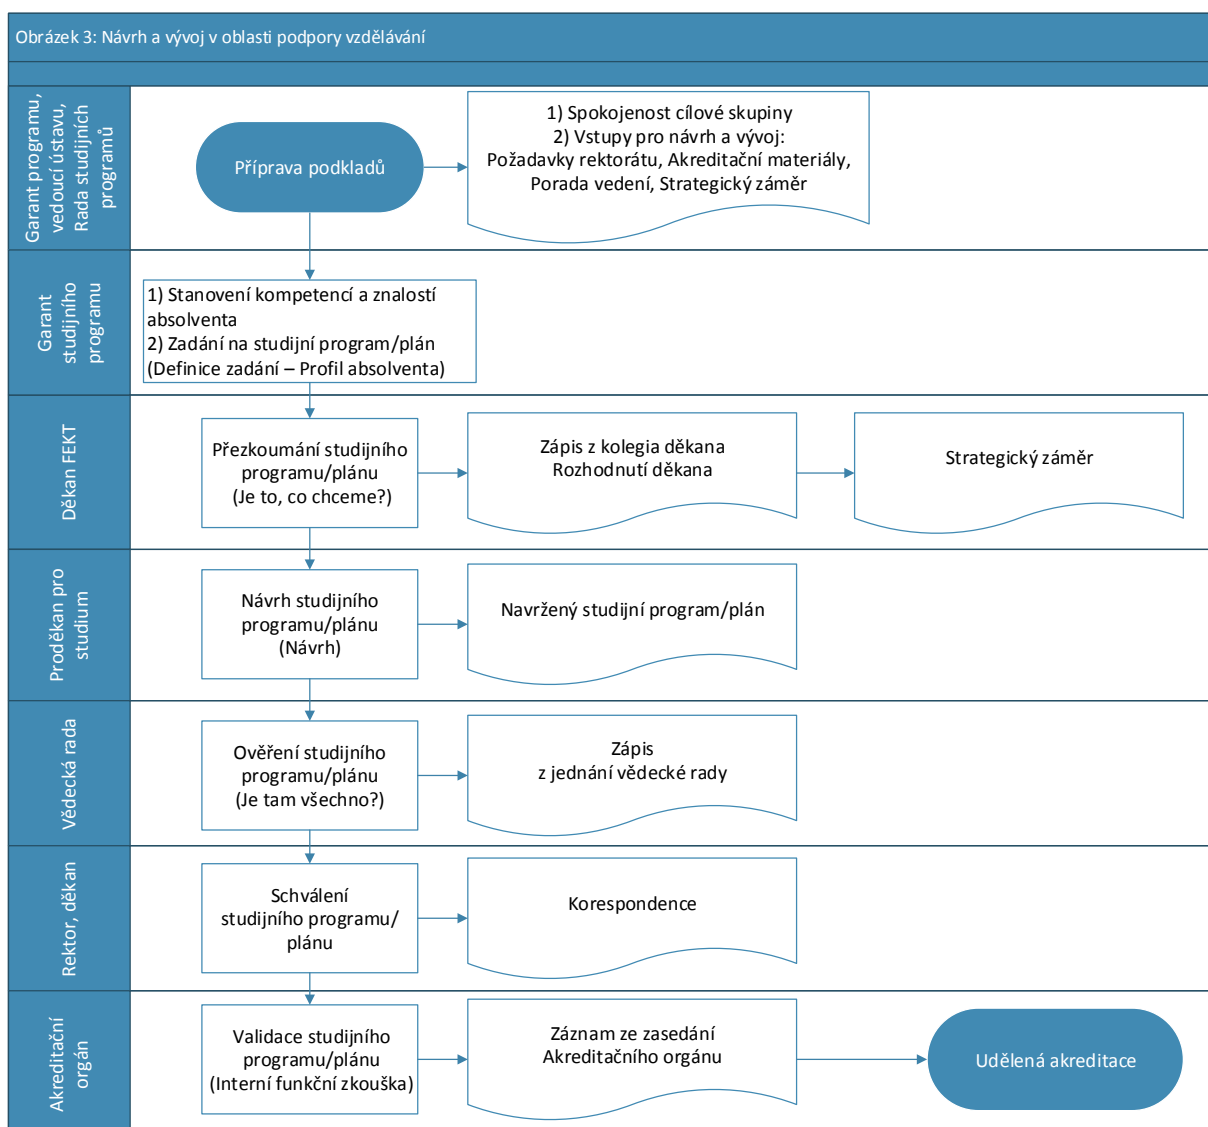 Obrázek 3: Návrh a vývoj v oblasti podpory vzdělávání
Garant programu,
vedoucí ústavu,
Rada studijních
programů
Příprava podkladů
1) Spokojenost cílové skupiny
2) Vstupy pro návrh a vývoj:
Požadavky rektorátu, Akreditační materiály,
Porada vedení, Strategický záměr
Garant
studijního
programu
1) Stanovení kompetencí a znalostí
absolventa
2) Zadání na studijní program/plán
(Definice zadání – Profil absolventa)
Děkan FEKT
Přezkoumání studijního
programu/plánu
(Je to, co chceme?)
Zápis z kolegia děkana
Rozhodnutí děkana
Strategický záměr
Proděkan pro
studium
Návrh studijního
programu/plánu
(Návrh)
Navržený studijní program/plán
Vědecká rada
Ověření studijního
programu/plánu
(Je tam všechno?)
Zápis
z jednání vědecké rady
Rektor, děkan
Schválení
studijního programu/
plánu
Korespondence
Akreditační
orgán
Validace studijního
programu/plánu
(Interní funkční zkouška)
Záznam ze zasedání
Akreditačního orgánu
Udělená akreditace